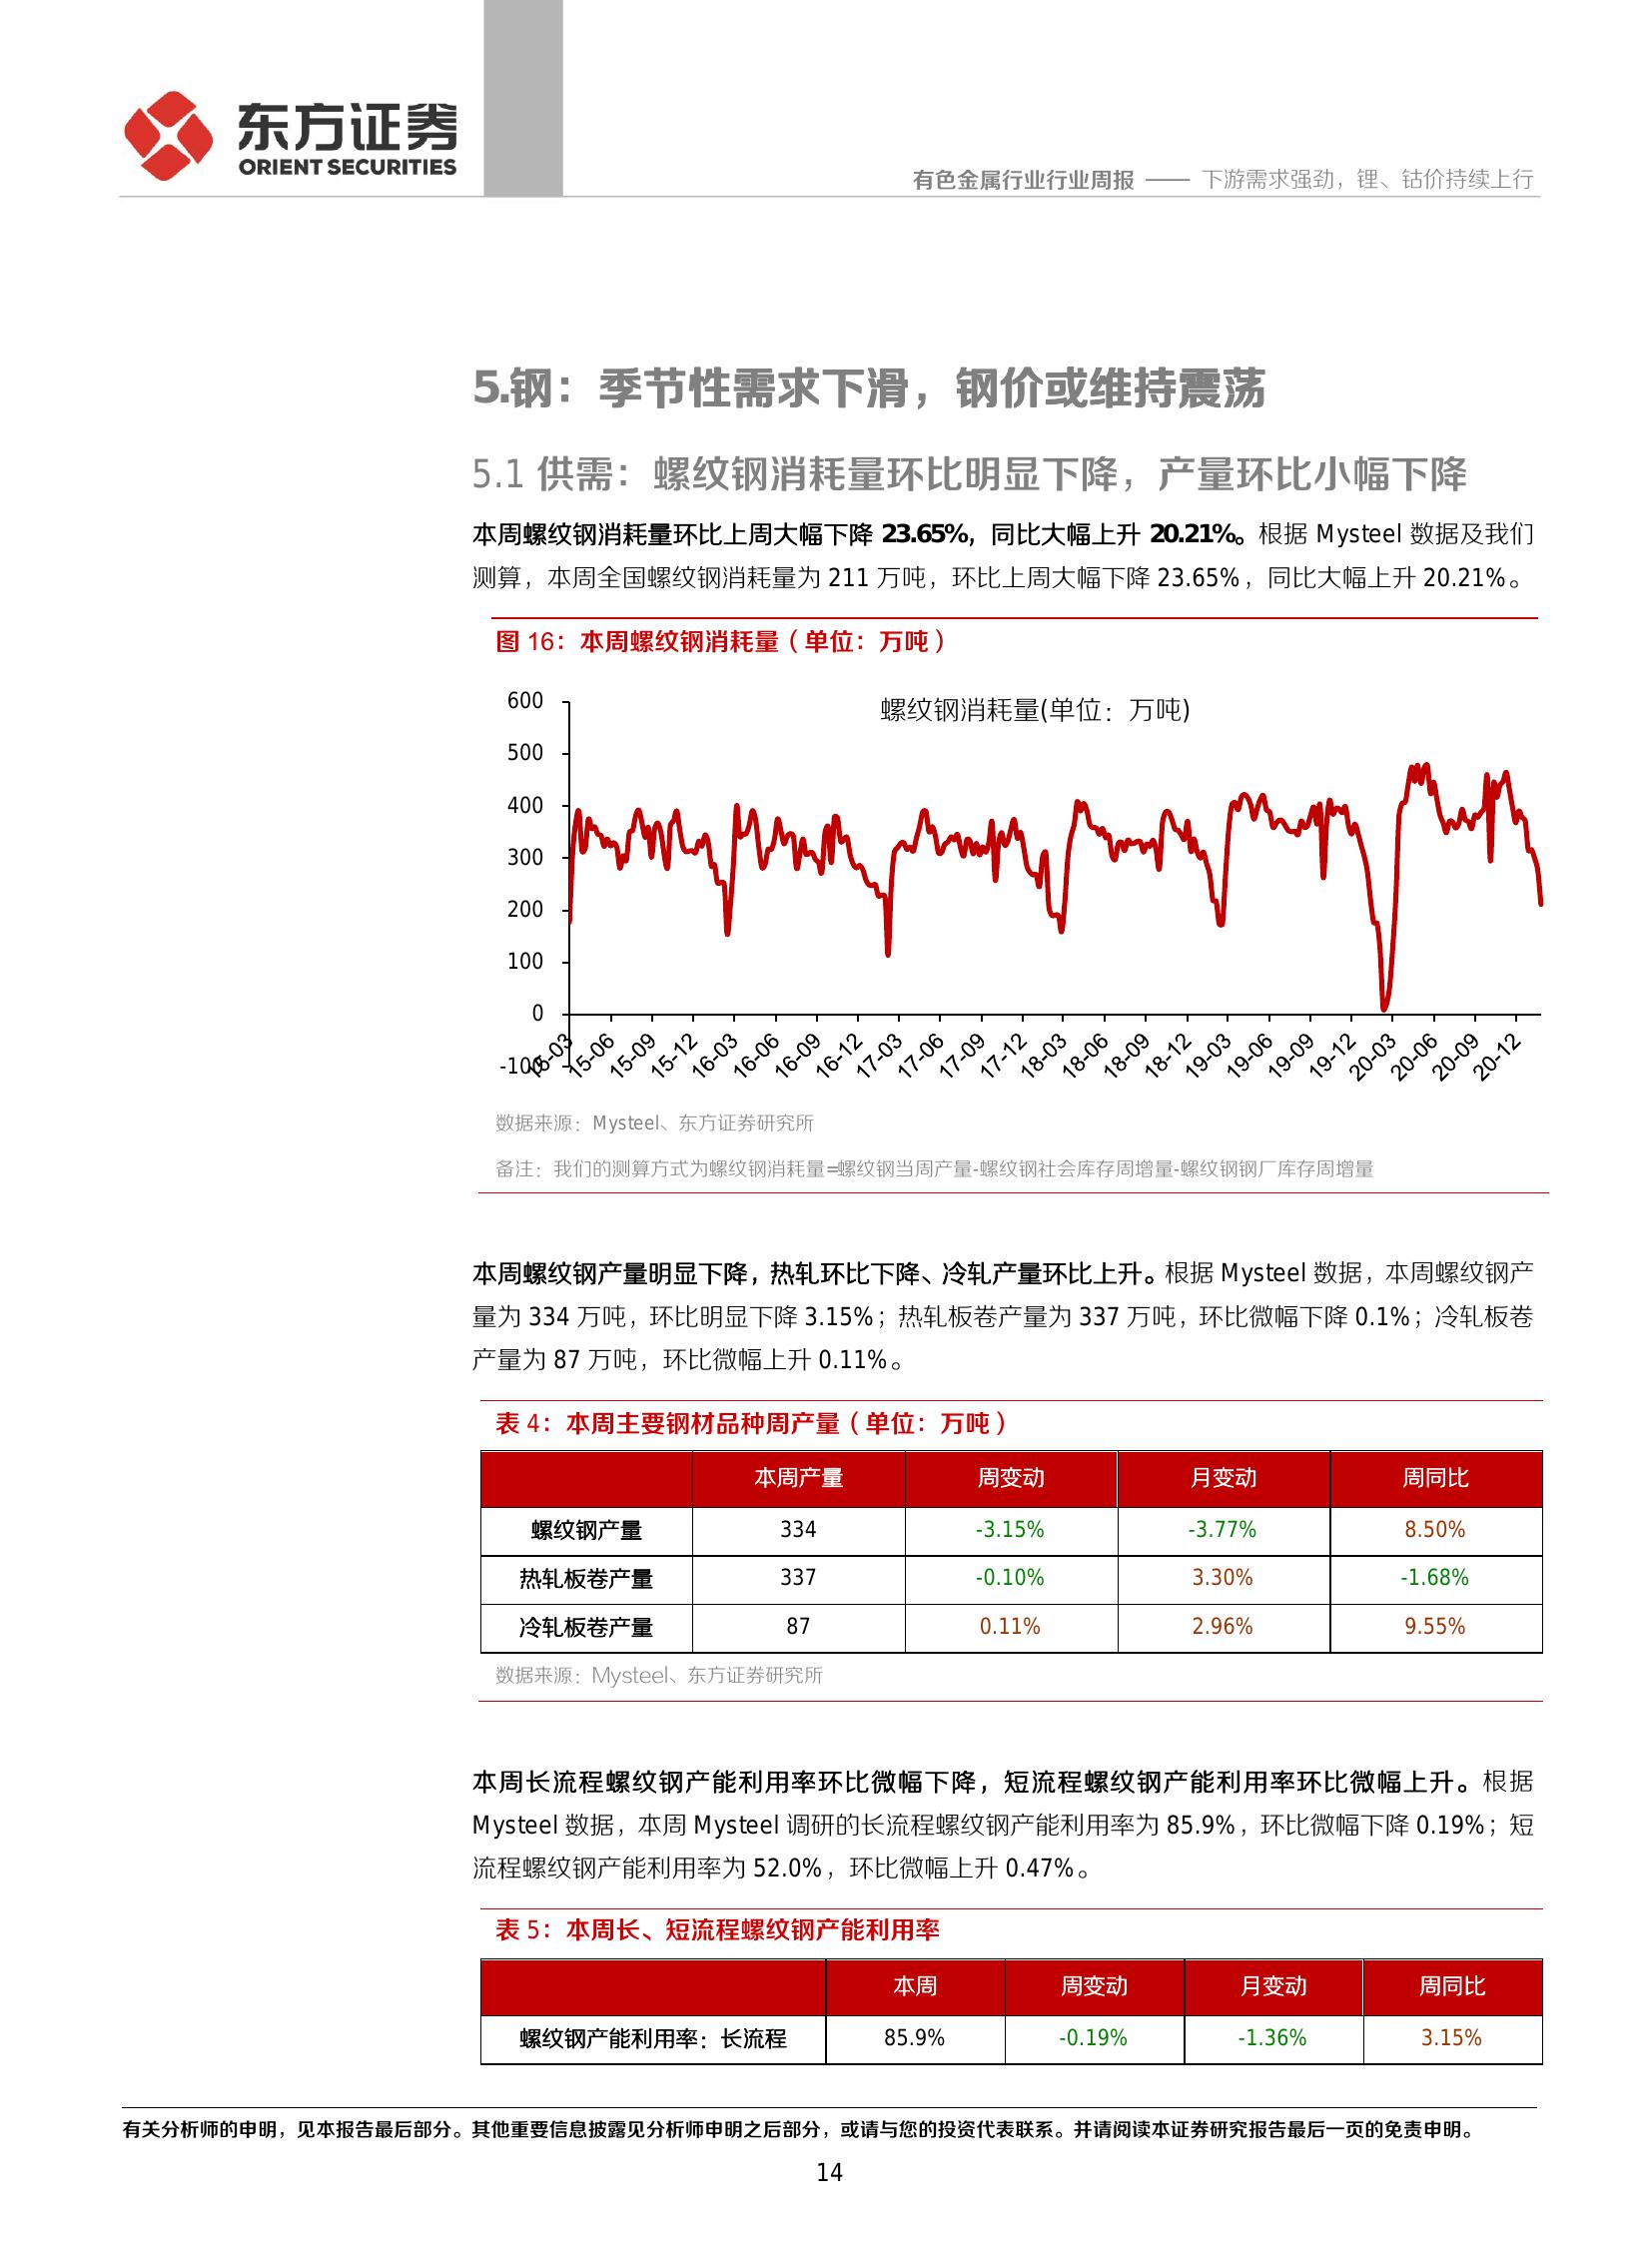 东方证券
ORIENT SECURITIES
有色金属行业行业周报 —— 下游需求强劲，锂、钴价持续上行
5.钢：季节性需求下滑，钢价或维持震荡
5.1 供需：螺纹钢消耗量环比明显下降，产量环比小幅下降
本周螺纹钢消耗量环比上周大幅下降 23.65%，同比大幅上升 20.21%。根据 Mysteel 数据及我们
测算，本周全国螺纹钢消耗量为 211 万吨，环比上周大幅下降 23.65%，同比大幅上升 20.21%。
图 16：本周螺纹钢消耗量（单位：万吨）
螺纹钢消耗量(单位：万吨)
600
500
400
300
200
100
0
-100
15-03 15-06 15-09 15-12 16-03 16-06 16-09 16-12 17-03 17-06 17-09 17-12 18-03 18-06 18-09 18-12 19-03 19-06 19-09 19-12 20-03 20-06 20-09 20-12
数据来源：Mysteel、东方证券研究所
备注：我们的测算方式为螺纹钢消耗量=螺纹钢当周产量-螺纹钢社会库存周增量-螺纹钢钢厂库存周增量
本周螺纹钢产量明显下降，热轧环比下降、冷轧产量环比上升。根据 Mysteel 数据，本周螺纹钢产
量为 334 万吨，环比明显下降 3.15%；热轧板卷产量为 337 万吨，环比微幅下降 0.1%；冷轧板卷
产量为 87 万吨，环比微幅上升 0.11%。
表 4：本周主要钢材品种周产量（单位：万吨）
本周产量 周变动 月变动 周同比
螺纹钢产量 334 -3.15% -3.77% 8.50%
热轧板卷产量 337 -0.10% 3.30% -1.68%
冷轧板卷产量 87 0.11% 2.96% 9.55%
数据来源：Mysteel、东方证券研究所
本周长流程螺纹钢产能利用率环比微幅下降，短流程螺纹钢产能利用率环比微幅上升。根据
Mysteel 数据，本周 Mysteel 调研的长流程螺纹钢产能利用率为 85.9%，环比微幅下降 0.19%；短
流程螺纹钢产能利用率为 52.0%，环比微幅上升 0.47%。
表 5：本周长、短流程螺纹钢产能利用率
本周 周变动 月变动 周同比
螺纹钢产能利用率：长流程 85.9% -0.19% -1.36% 3.15%
有关分析师的申明，见本报告最后部分。其他重要信息披露见分析师申明之后部分，或请与您的投资代表联系。并请阅读本证券研究报告最后一页的免责申明。
14